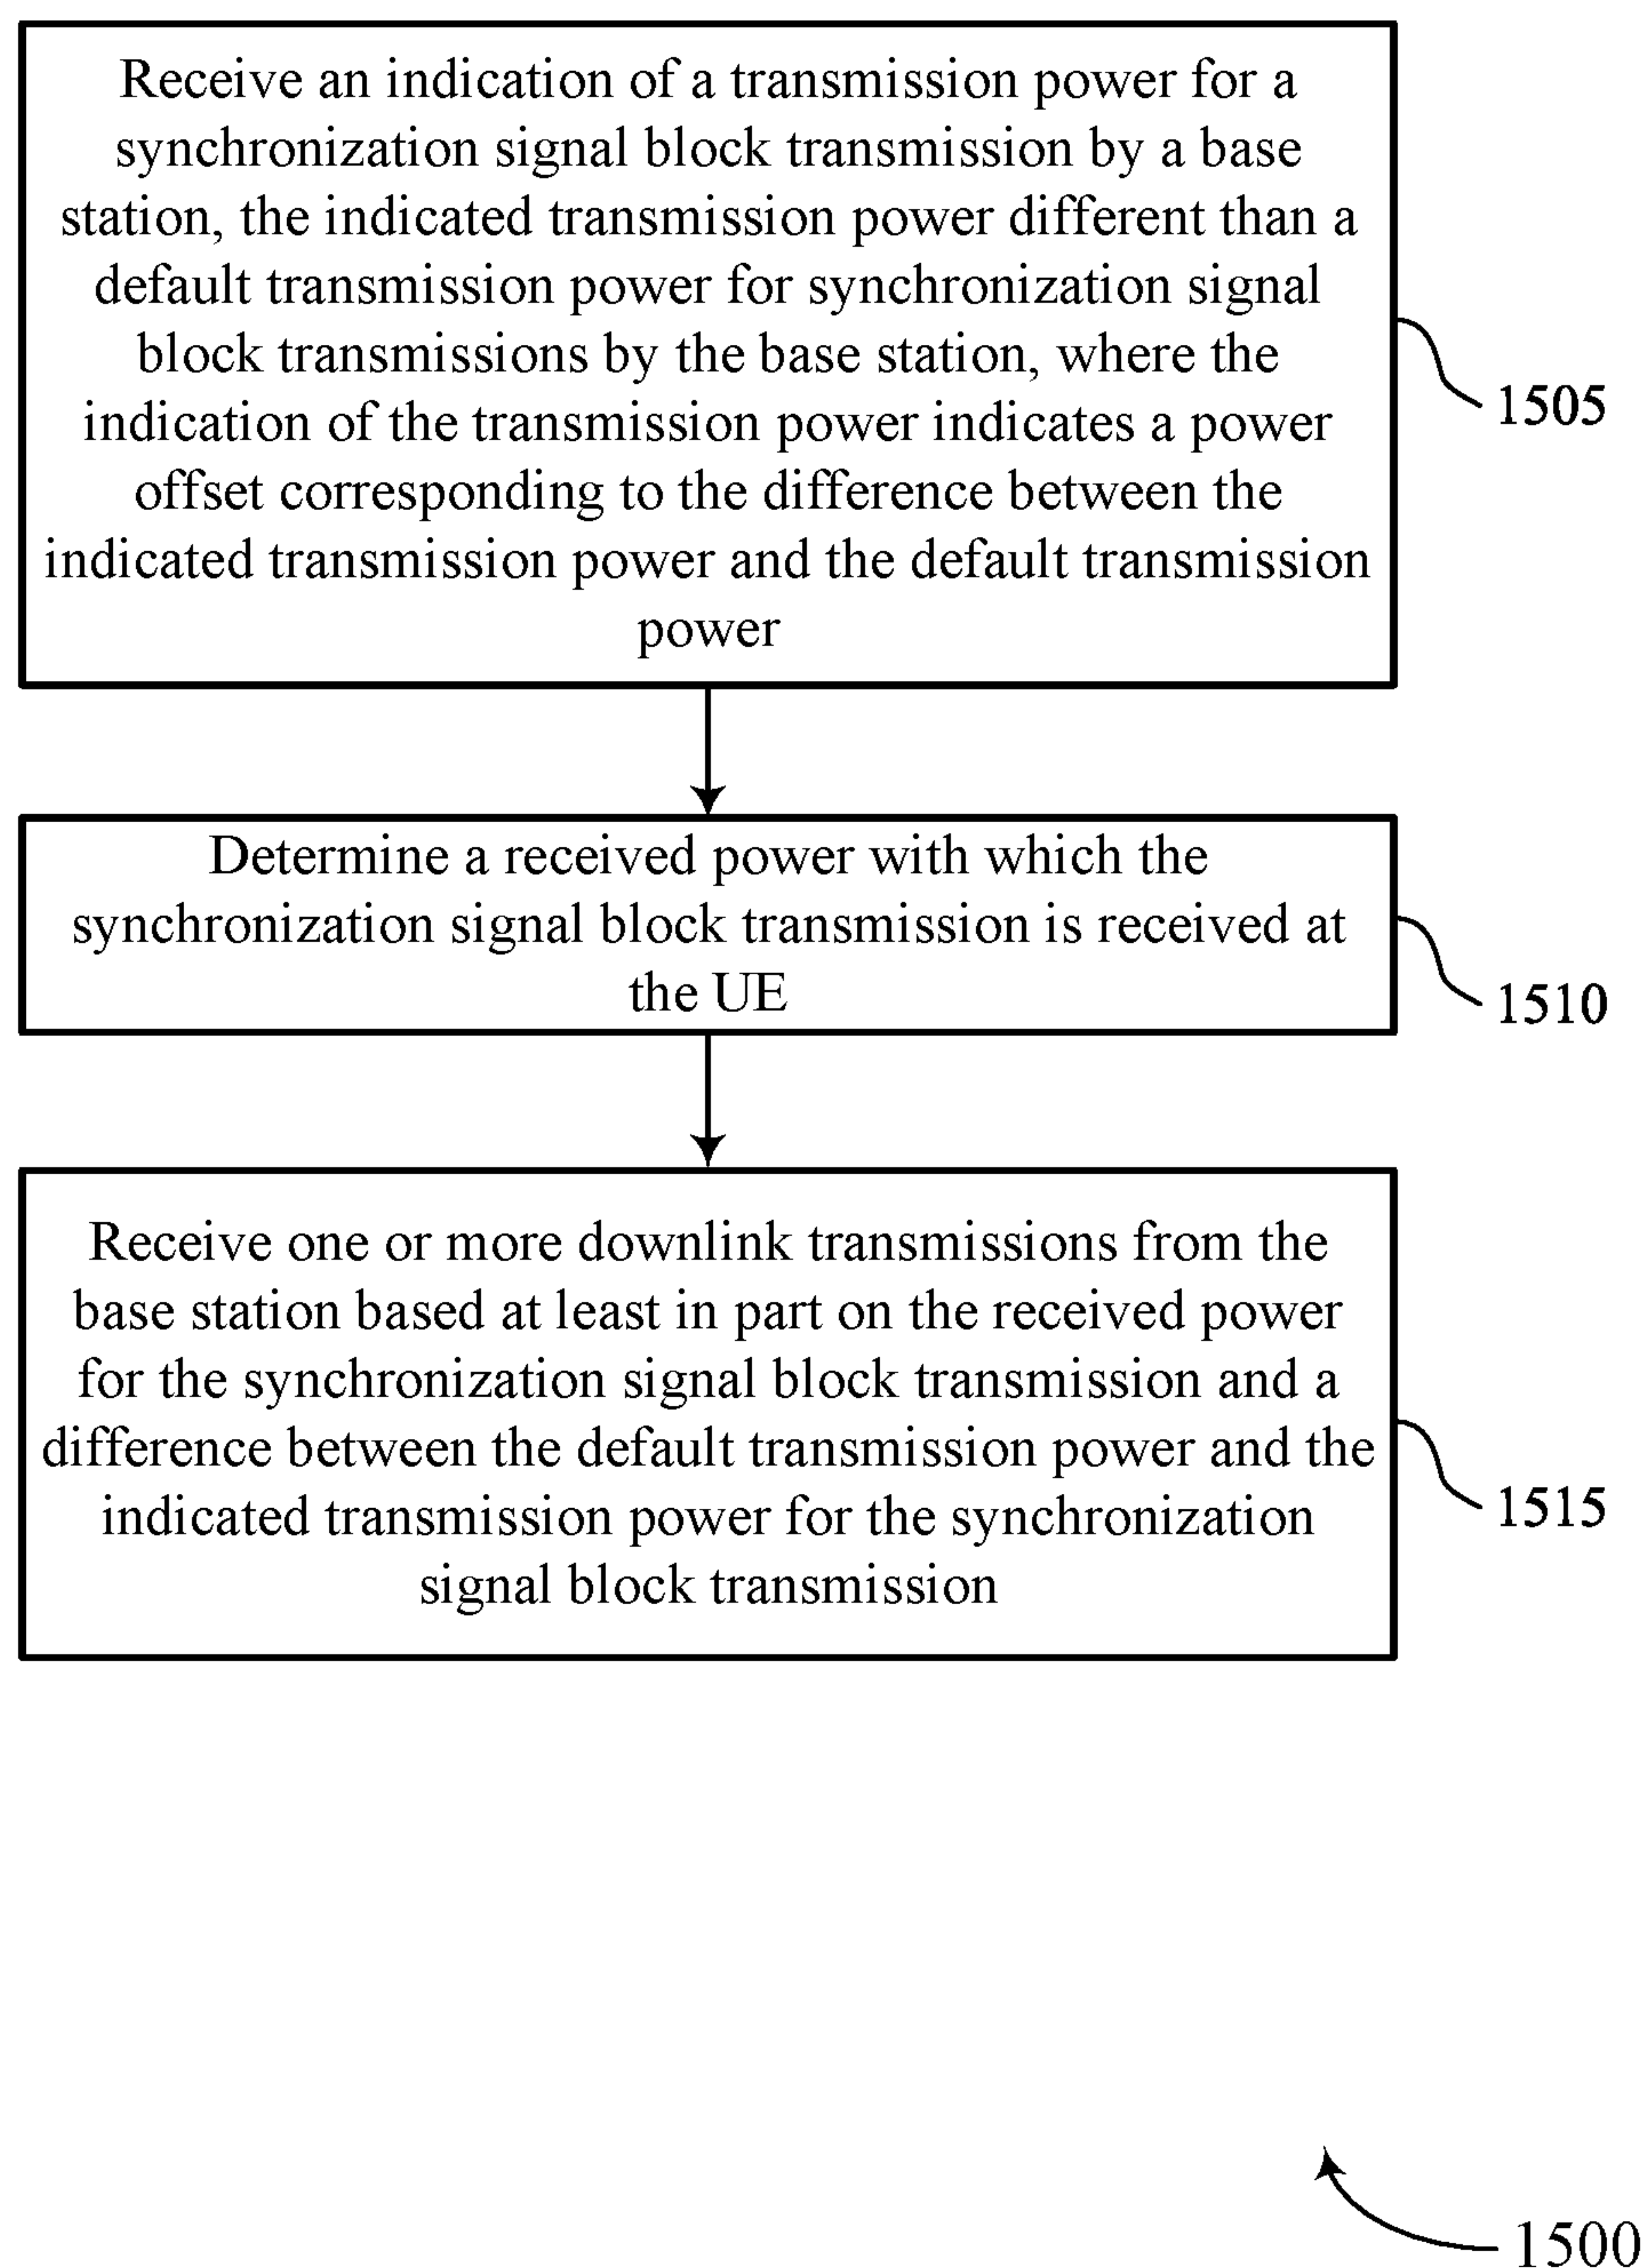 Receive an indication of a transmission power for a
synchronization signal block transmission by a base
station, the indicated transmission power different than a
default transmission power for synchronization signal
block transmissions by the base station, where the
indication of the transmission power indicates a power
offset corresponding to the difference between the
indicated transmission power and the default transmission
power
1505
Determine a received power with which the
synchronization signal block transmission is received at
the UE
1510
Receive one or more downlink transmissions from the
base station based at least in part on the received power
for the synchronization signal block transmission and a
difference between the default transmission power and the
indicated transmission power for the synchronization
signal block transmission
1515
1500